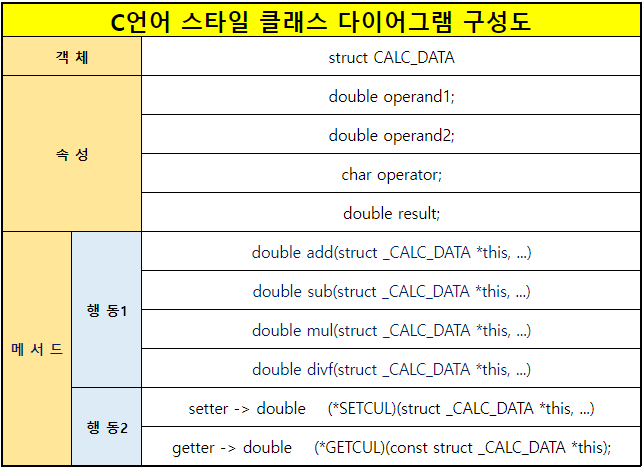 C언어 스타일 클래스 다이어그램 구성도
객 체
struct CALC_DATA
속 성
double operand1;
double operand2;
char operator;
double result;
메 서 드
행 동1
double add(struct _CALC_DATA *this, ...)
double sub(struct _CALC_DATA *this, ...)
double mul(struct _CALC_DATA *this, ...)
double divf(struct _CALC_DATA *this, ...)
행 동2
setter -> double (*SETCUL)(struct _CALC_DATA *this, ...)
getter -> double (*GETCUL)(const struct _CALC_DATA *this);